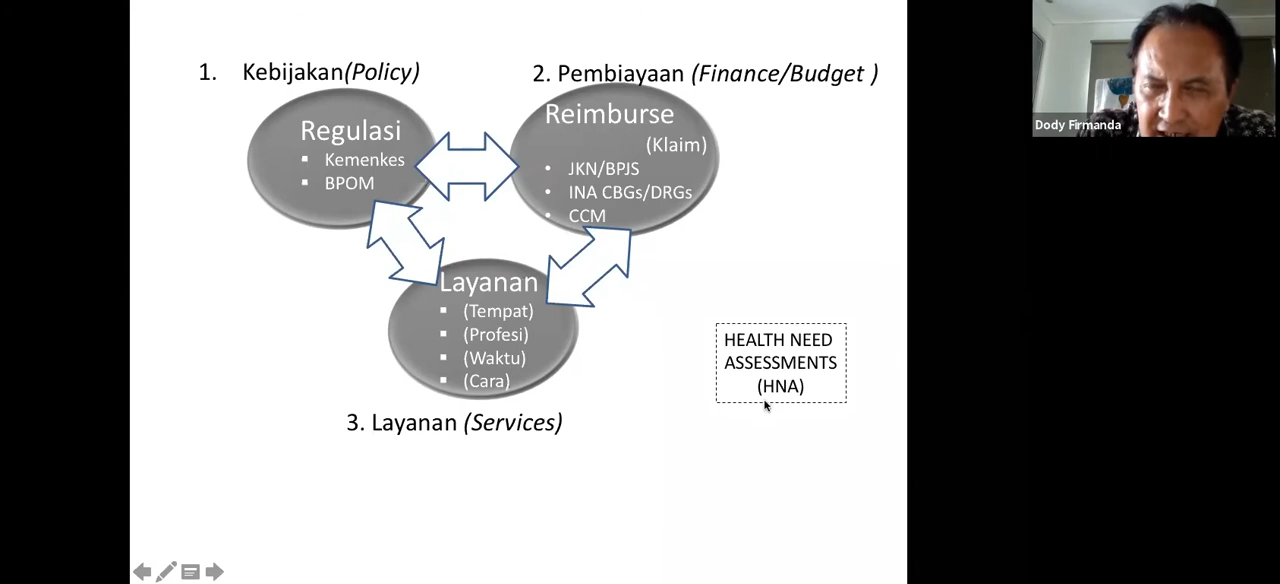 1. Kebijakan(Policy)
2. Pembiayaan (Finance/Budget )
Regulasi
▪ Kemenkes
▪ BPOM
Reimburse
(Klaim)
• JKN/BPJS
• INA CBGs/DRGs
• CCM
Layanan
▪ (Tempat)
▪ (Profesi)
▪ (Waktu)
▪ (Cara)
3. Layanan (Services)
HEALTH NEED
ASSESSMENTS
(HNA)
Dody Firmanda